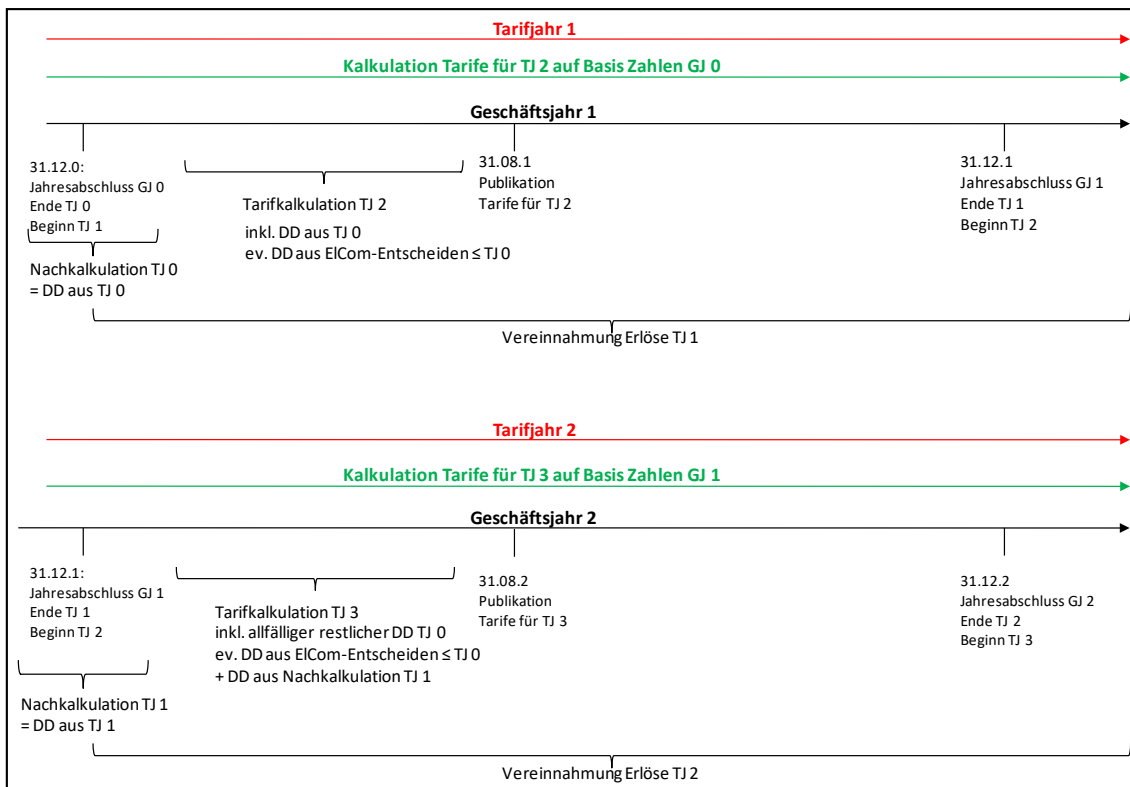 Tarifjahr 1
Kalkulation Tarife für TJ 2 auf Basis Zahlen GJ 0
Geschäftsjahr 1
31.12.0:
Jahresabschluss GJ 0
Ende TJ 0
Beginn TJ 1
Nachkalkulation TJ 0
= DD aus TJ 0
Tarifkalkulation TJ 2
inkl. DD aus TJ 0
ev. DD aus ElCom-Entscheiden ≤ TJ 0
31.08.1
Publikation
Tarife für TJ 2
31.12.1
Jahresabschluss GJ 1
Ende TJ 1
Beginn TJ 2
Vereinnahmung Erlöse TJ 1
Tarifjahr 2
Kalkulation Tarife für TJ 3 auf Basis Zahlen GJ 1
Geschäftsjahr 2
31.12.1:
Jahresabschluss GJ 1
Ende TJ 1
Beginn TJ 2
Nachkalkulation TJ 1
= DD aus TJ 1
Tarifkalkulation TJ 3
inkl. allfälliger restlicher DD TJ 0
ev. DD aus ElCom-Entscheiden ≤ TJ 0
+ DD aus Nachkalkulation TJ 1
31.08.2
Publikation
Tarife für TJ 3
31.12.2
Jahresabschluss GJ 2
Ende TJ 2
Beginn TJ 3
Vereinnahmung Erlöse TJ 2